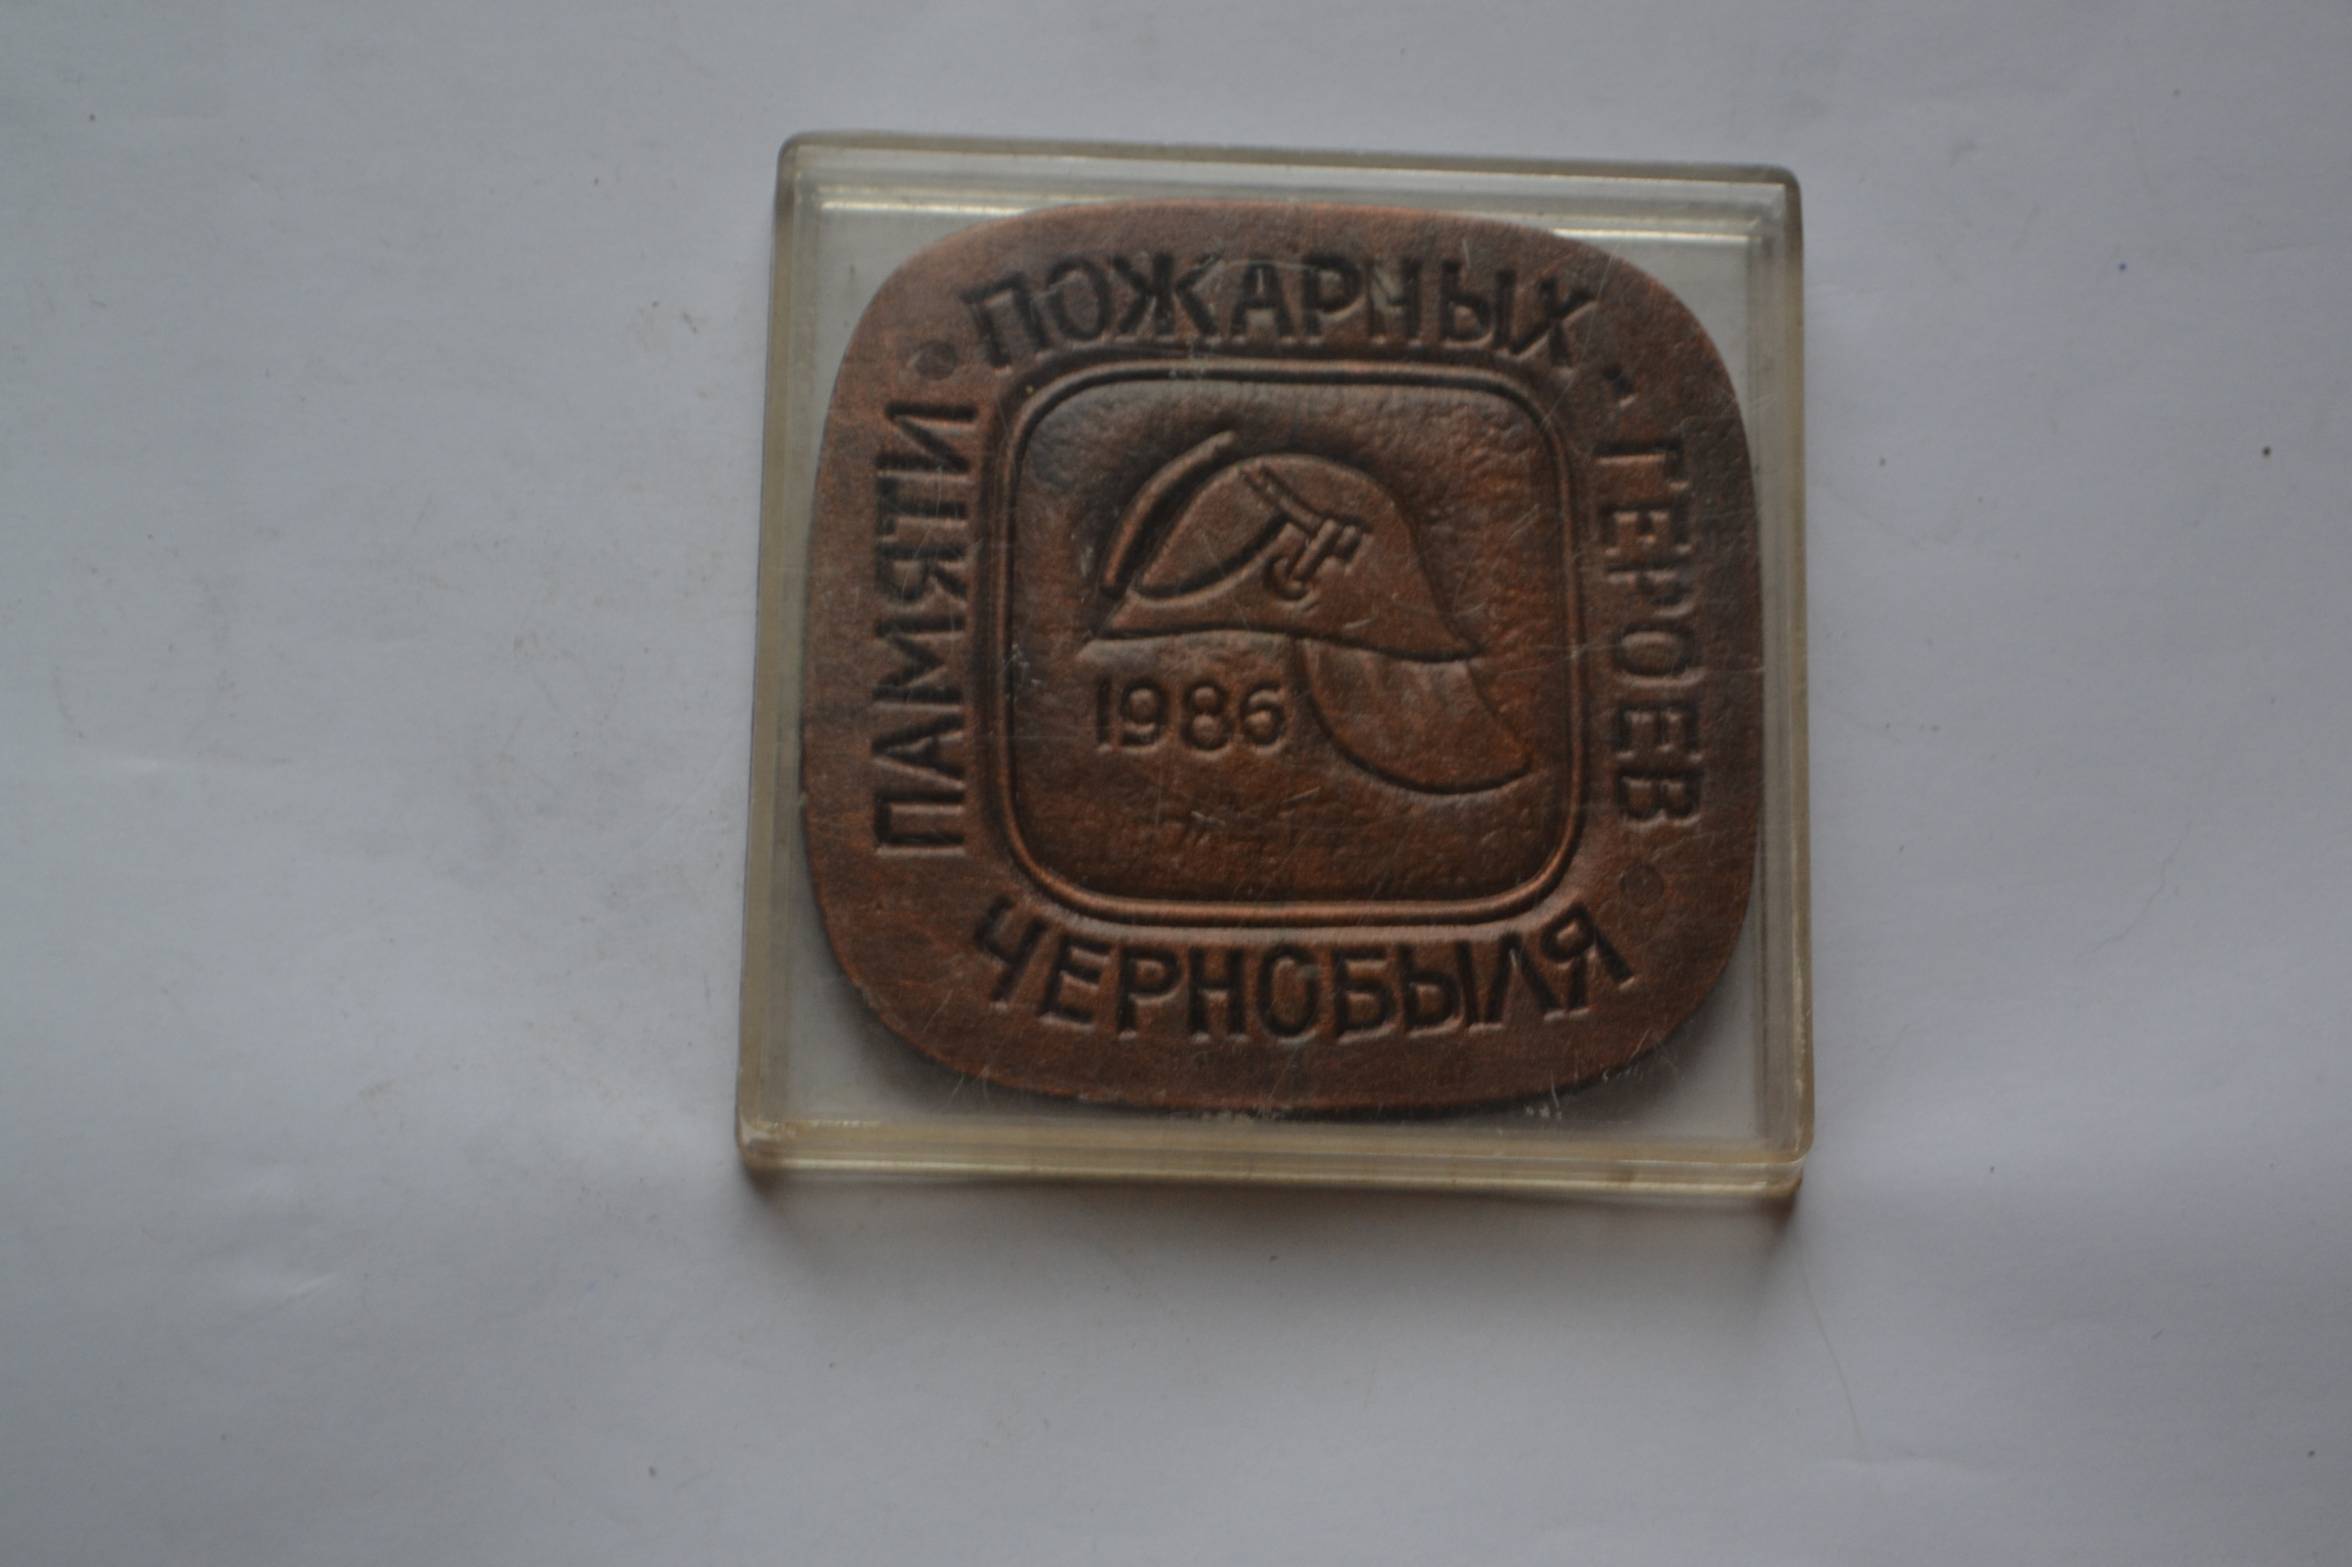 ПАМЯТИ
ПОЖАРНЫХ
ГЕРОЕВ
ЧЕРНОБЫЛЯ
1986